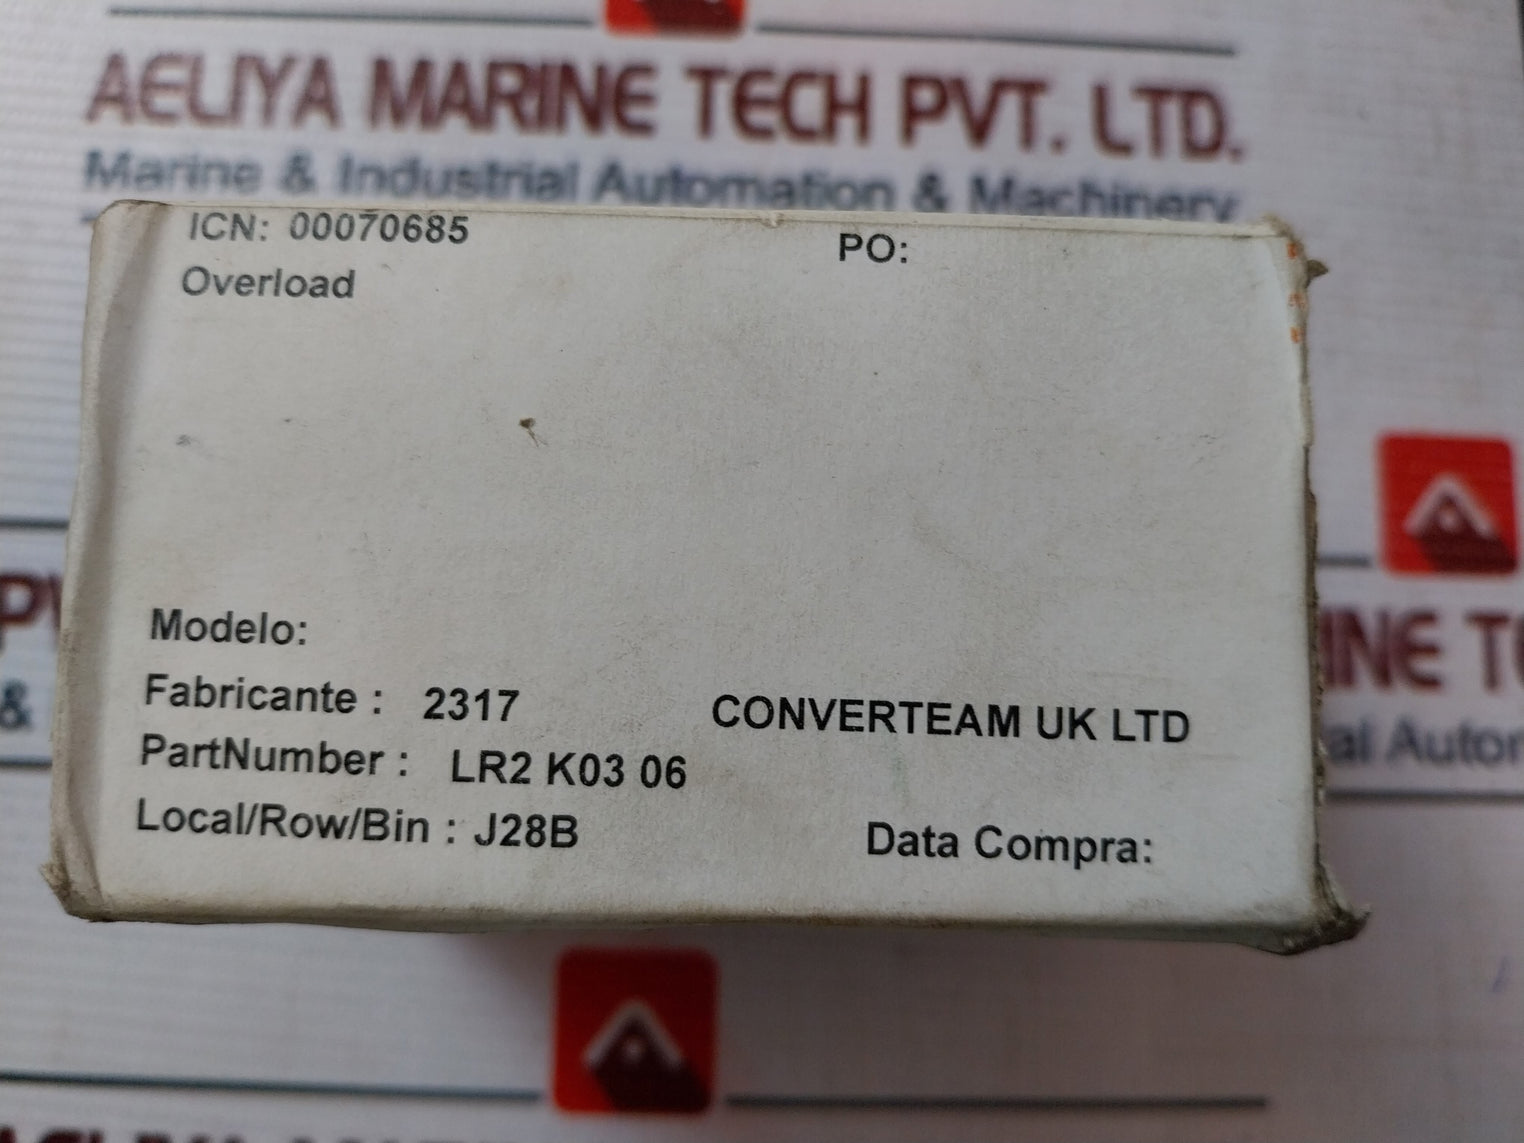 AELIYA MARINE TECH PVT. LTD.
Marine & Industrial Automation & Machinery
ICN: 00070685
PO:
Overload
Modelo:
Fabricante : 2317 CONVERTEAM UK LTD
PartNumber : LR2 K03 06
Local/Row/Bin : J28B
Data Compra: